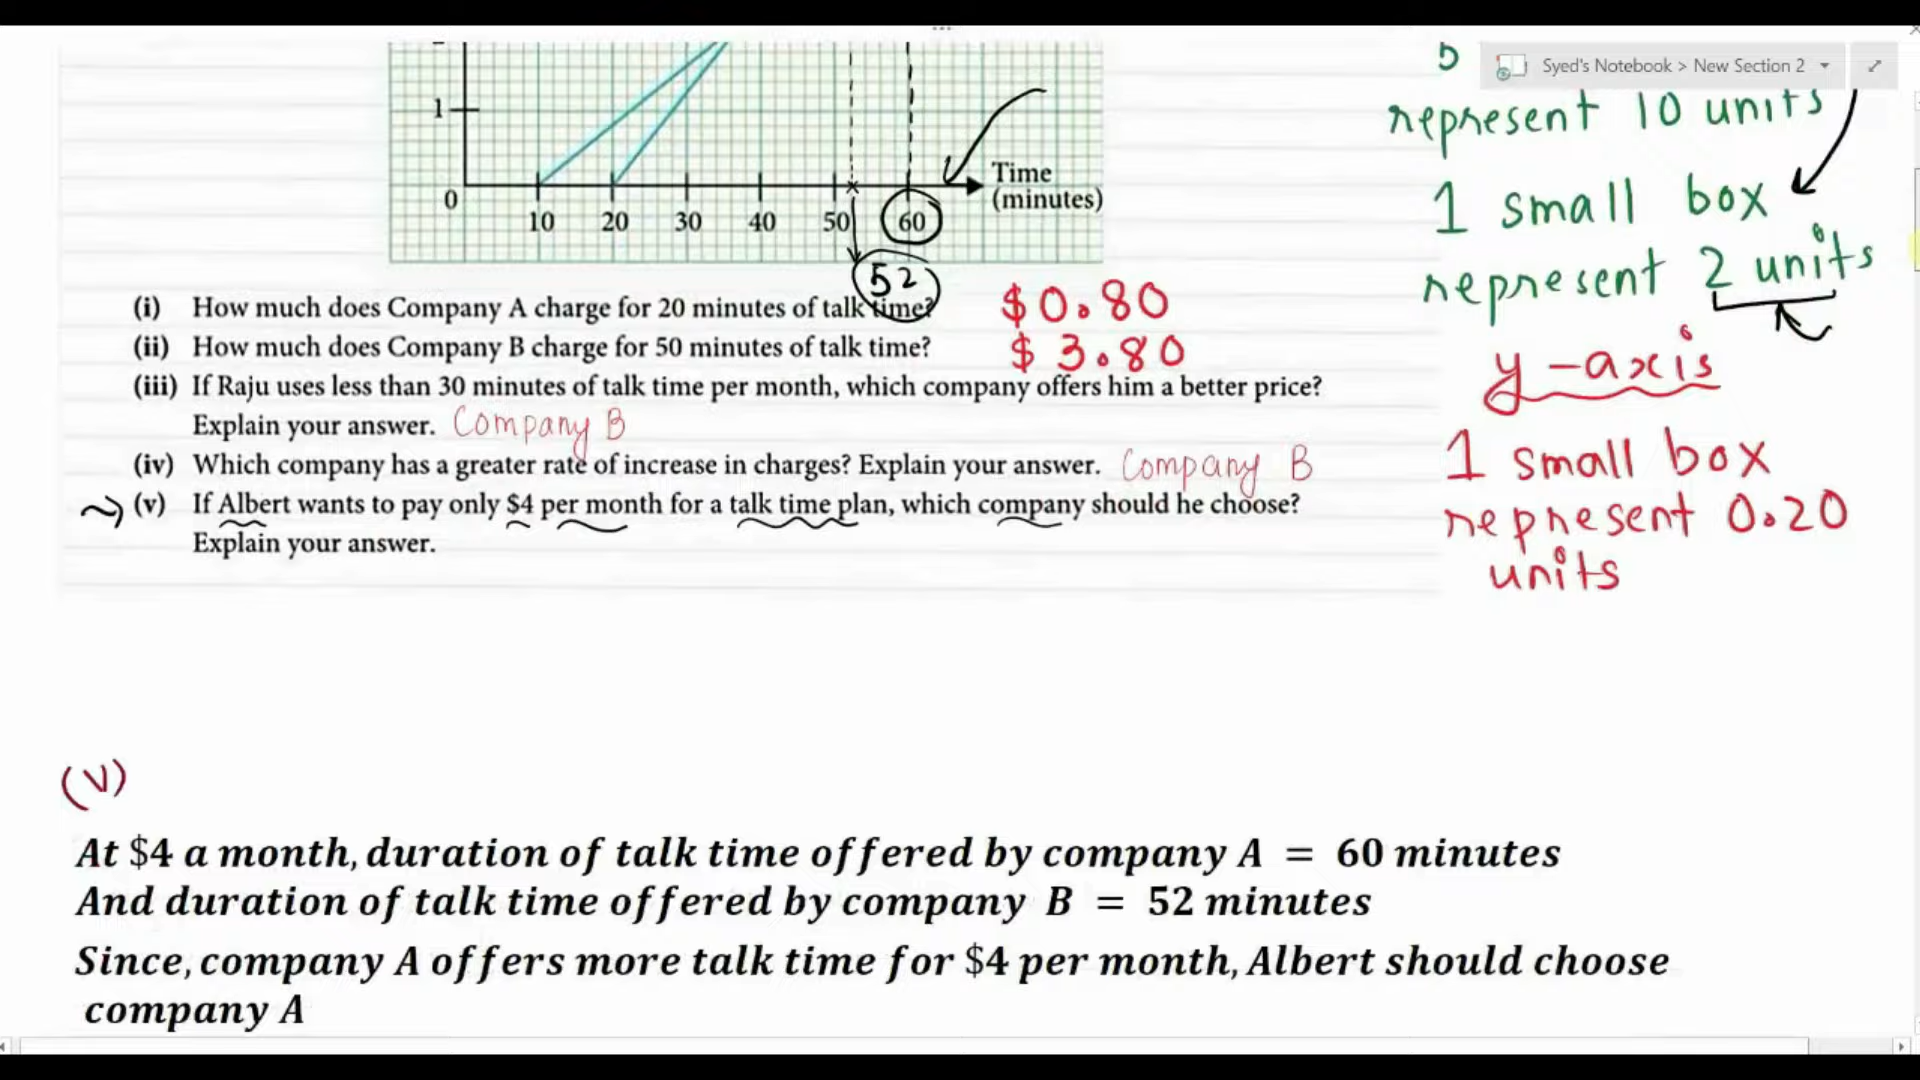 Syed's Notebook > New Section 2
5
represent 10 units
1
Time
(minutes)
0
10 20 30 40 50 60
52
1 small box
represent 2 units
(i) How much does Company A charge for 20 minutes of talk time? $0.80
(ii) How much does Company B charge for 50 minutes of talk time? $3.80
(iii) If Raju uses less than 30 minutes of talk time per month, which company offers him a better price?
Explain your answer. Company B
(iv) Which company has a greater rate of increase in charges? Explain your answer. Company B
(v) If Albert wants to pay only $4 per month for a talk time plan, which company should he choose?
Explain your answer.
y-axis
1 small box
represent 0.20
units
(V)
At $4 a month, duration of talk time offered by company A = 60 minutes
And duration of talk time offered by company B = 52 minutes
Since, company A offers more talk time for $4 per month, Albert should choose
company A